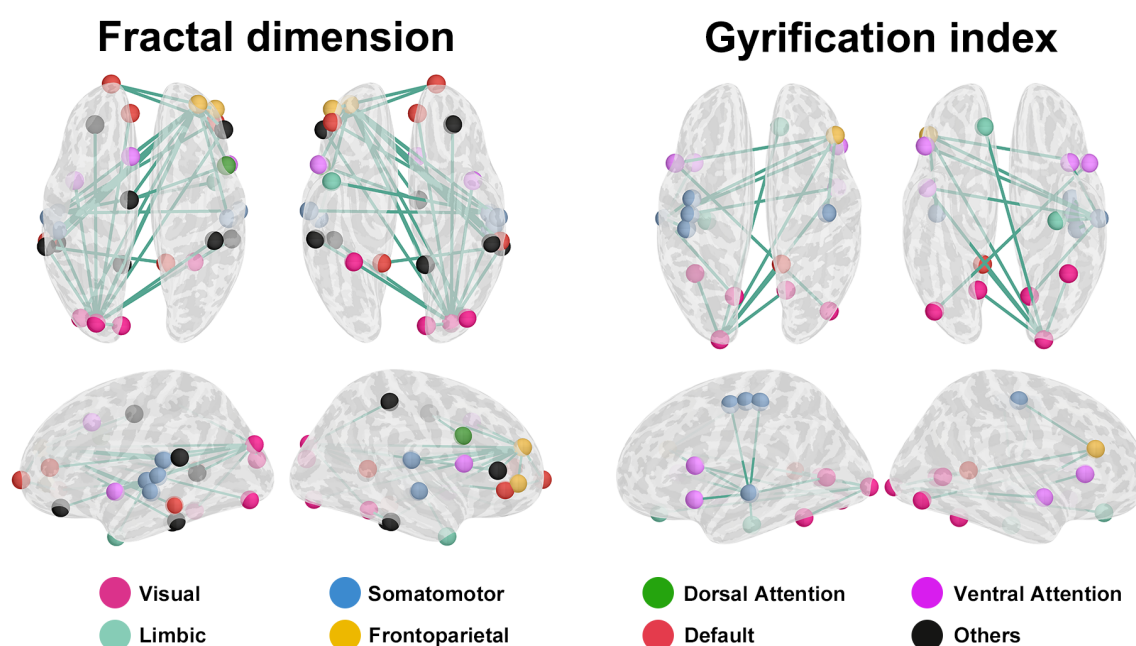 Fractal dimension
Gyrification index
Visual
Somatomotor
Dorsal Attention
Ventral Attention
Limbic
Frontoparietal
Default
Others